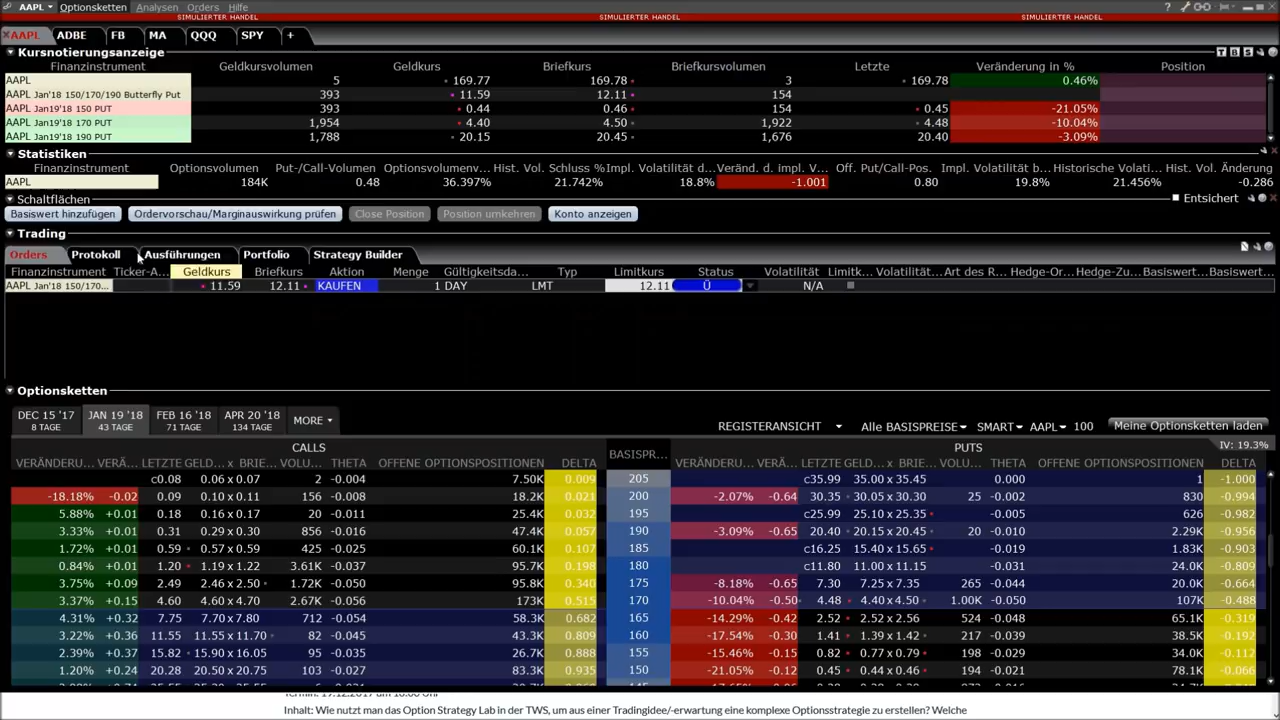 AAPL Optionsketten Analysen Orders Hilfe ?
SIMULIERTER HANDEL SIMULIERTER HANDEL SIMULIERTER HANDEL
AAPL ADBE FB MA QQQ SPY +
Kursnotierungsanzeige T B S
Finanzinstrument Geldkursvolumen Geldkurs Briefkurs Briefkursvolumen Letzte Veränderung in % Position
AAPL 5 169.77 169.78 3 169.78 0.46%
AAPL Jan'18 150/170/190 Butterfly Put 393 11.59 12.11 154
AAPL Jan19'18 150 PUT 393 0.44 0.46 154 0.45 -21.05%
AAPL Jan19'18 170 PUT 1,954 4.40 4.50 1,922 4.48 -10.04%
AAPL Jan19'18 190 PUT 1,788 20.15 20.45 1,676 20.40 -3.09%
Statistiken
Finanzinstrument Optionsvolumen Put-/Call-Volumen Optionsvolumenv... Hist. Vol. Schluss % Impl. Volatilität d... Veränd. d. impl. V... Off. Put/Call-Pos. Impl. Volatilität b... Historische Volati... Hist. Vol. Änderung
AAPL 184K 0.48 36.397% 21.742% 18.8% -1.001 0.80 19.8% 21.456% -0.286
Schaltflächen Entsichert
Basiswert hinzufügen Ordervorschau/Marginauswirkung prüfen Close Position Position umkehren Konto anzeigen
Trading
Orders Protokoll Ausführungen Portfolio Strategy Builder
Finanzinstrument Ticker-A... Geldkurs Briefkurs Aktion Menge Gültigkeitsda... Typ Limitkurs Status Volatilität Limitk... Volatilität... Art des R... Hedge-Or... Hedge-Zu... Basiswert... Basiswert...
AAPL Jan'18 150/170... 11.59 12.11 KAUFEN 1 DAY LMT 12.11 Ü N/A
Optionsketten
DEC 15 '17 JAN 19 '18 FEB 16 '18 APR 20 '18 MORE
8 TAGE 43 TAGE 71 TAGE 134 TAGE
REGISTERANSICHT Alle BASISPREISE SMART AAPL 100 Meine Optionsketten laden
CALLS PUTS IV: 19.3%
VERÄNDERU... VERÄ... LETZTE GELD... x BRIE... VOLU... THETA OFFENE OPTIONSPOSITIONEN DELTA BASISPR... VERÄNDERU... VERÄ... LETZTE GELD... x BRIE... VOLU... THETA OFFENE OPTIONSPOSITIONEN DELTA
c0.08 0.06 x 0.07 2 -0.004 7.50K 0.009 205 c35.99 35.00 x 35.45 0.000 1 -1.000
-18.18% -0.02 0.09 0.10 x 0.11 156 -0.008 18.2K 0.021 200 -2.07% -0.64 30.35 30.05 x 30.30 25 -0.002 830 -0.994
5.88% +0.01 0.18 0.16 x 0.17 20 -0.011 25.4K 0.032 195 c25.99 25.10 x 25.35 -0.005 626 -0.982
3.33% +0.01 0.31 0.29 x 0.30 856 -0.016 47.4K 0.057 190 -3.09% -0.65 20.40 20.15 x 20.45 20 -0.010 2.29K -0.956
1.72% +0.01 0.59 0.57 x 0.59 425 -0.025 60.1K 0.107 185 c16.25 15.40 x 15.65 -0.019 1.83K -0.903
0.84% +0.01 1.20 1.19 x 1.22 3.61K -0.037 95.7K 0.198 180 c11.80 11.00 x 11.15 -0.031 24.0K -0.809
3.75% +0.09 2.49 2.46 x 2.50 1.72K -0.050 95.8K 0.340 175 -8.18% -0.65 7.30 7.25 x 7.35 265 -0.044 20.0K -0.664
3.37% +0.15 4.60 4.60 x 4.70 2.67K -0.056 173K 0.515 170 -10.04% -0.50 4.48 4.40 x 4.50 1.00K -0.050 107K -0.488
4.31% +0.32 7.75 7.70 x 7.80 712 -0.054 58.3K 0.682 165 -14.29% -0.42 2.52 2.52 x 2.56 524 -0.048 65.1K -0.319
3.22% +0.36 11.55 11.55 x 11.70 82 -0.045 43.3K 0.809 160 -17.54% -0.30 1.41 1.39 x 1.42 217 -0.039 38.5K -0.192
2.39% +0.37 15.82 15.90 x 16.05 95 -0.035 26.7K 0.888 155 -15.46% -0.15 0.82 0.77 x 0.79 198 -0.029 34.0K -0.112
1.20% +0.24 20.28 20.50 x 20.75 103 -0.027 83.3K 0.935 150 -21.05% -0.12 0.45 0.44 x 0.46 194 -0.021 78.1K -0.066
Inhalt: Wie nutzt man das Option Strategy Lab in der TWS, um aus einer Tradingidee/-erwartung eine komplexe Optionsstrategie zu erstellen? Welche